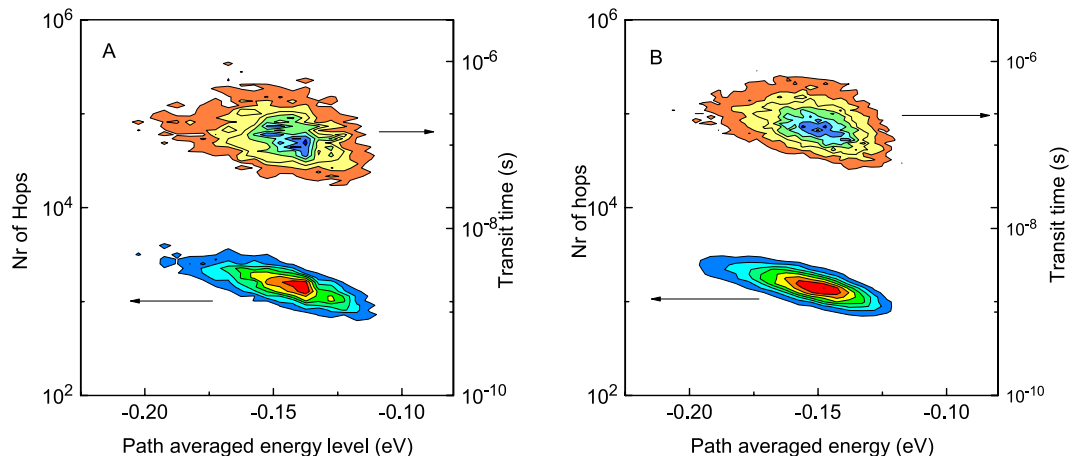 A
Nr of Hops
10^6
10^4
10^2
10^-6
10^-8
10^-10
Transit time (s)
-0.20
-0.15
-0.10
Path averaged energy level (eV)
B
Nr of hops
10^6
10^4
10^2
10^-6
10^-8
10^-10
Transit time (s)
-0.20
-0.15
-0.10
Path averaged energy (eV)